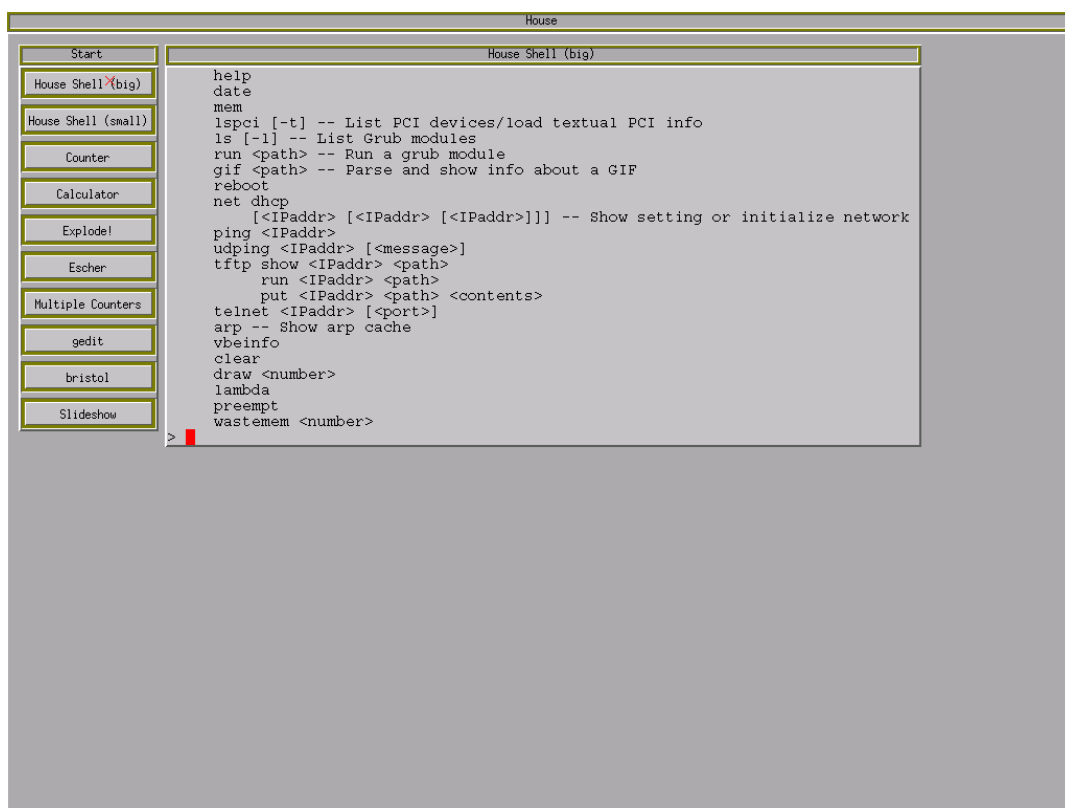 House
Start
House Shell (big)
House Shell (small)
Counter
Calculator
Explode!
Escher
Multiple Counters
gedit
bristol
Slideshow
House Shell (big)
help
date
mem
lspci [-t] -- List PCI devices/load textual PCI info
ls [-l] -- List Grub modules
run <path> -- Run a grub module
gif <path> -- Parse and show info about a GIF
reboot
net dhcp
[<IPaddr> [<IPaddr> [<IPaddr>]]] -- Show setting or initialize network
ping <IPaddr>
udping <IPaddr> [<message>]
tftp show <IPaddr> <path>
run <IPaddr> <path>
put <IPaddr> <path> <contents>
telnet <IPaddr> [<port>]
arp -- Show arp cache
vbeinfo
clear
draw <number>
lambda
preempt
wastemem <number>
>